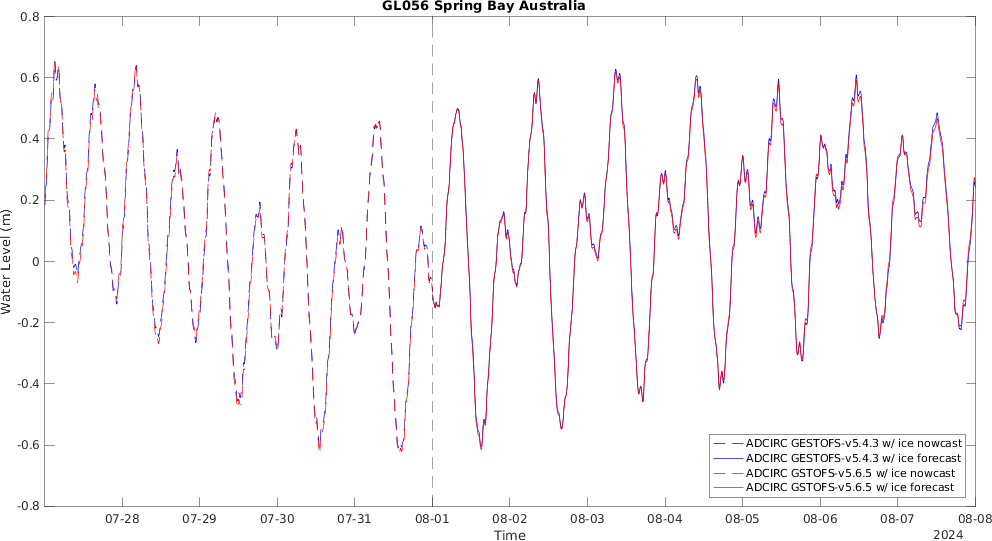 GL056 Spring Bay Australia
0.8
0.6
0.4
0.2
0
-0.2
-0.4
-0.6
-0.8
Water Level (m)
ADCIRC GESTOFS-v5.4.3 w/ ice nowcast
ADCIRC GESTOFS-v5.4.3 w/ ice forecast
ADCIRC GSTOFS-v5.6.5 w/ ice nowcast
ADCIRC GSTOFS-v5.6.5 w/ ice forecast
07-28 07-29 07-30 07-31 08-01 08-02 08-03 08-04 08-05 08-06 08-07 08-08
Time
2024